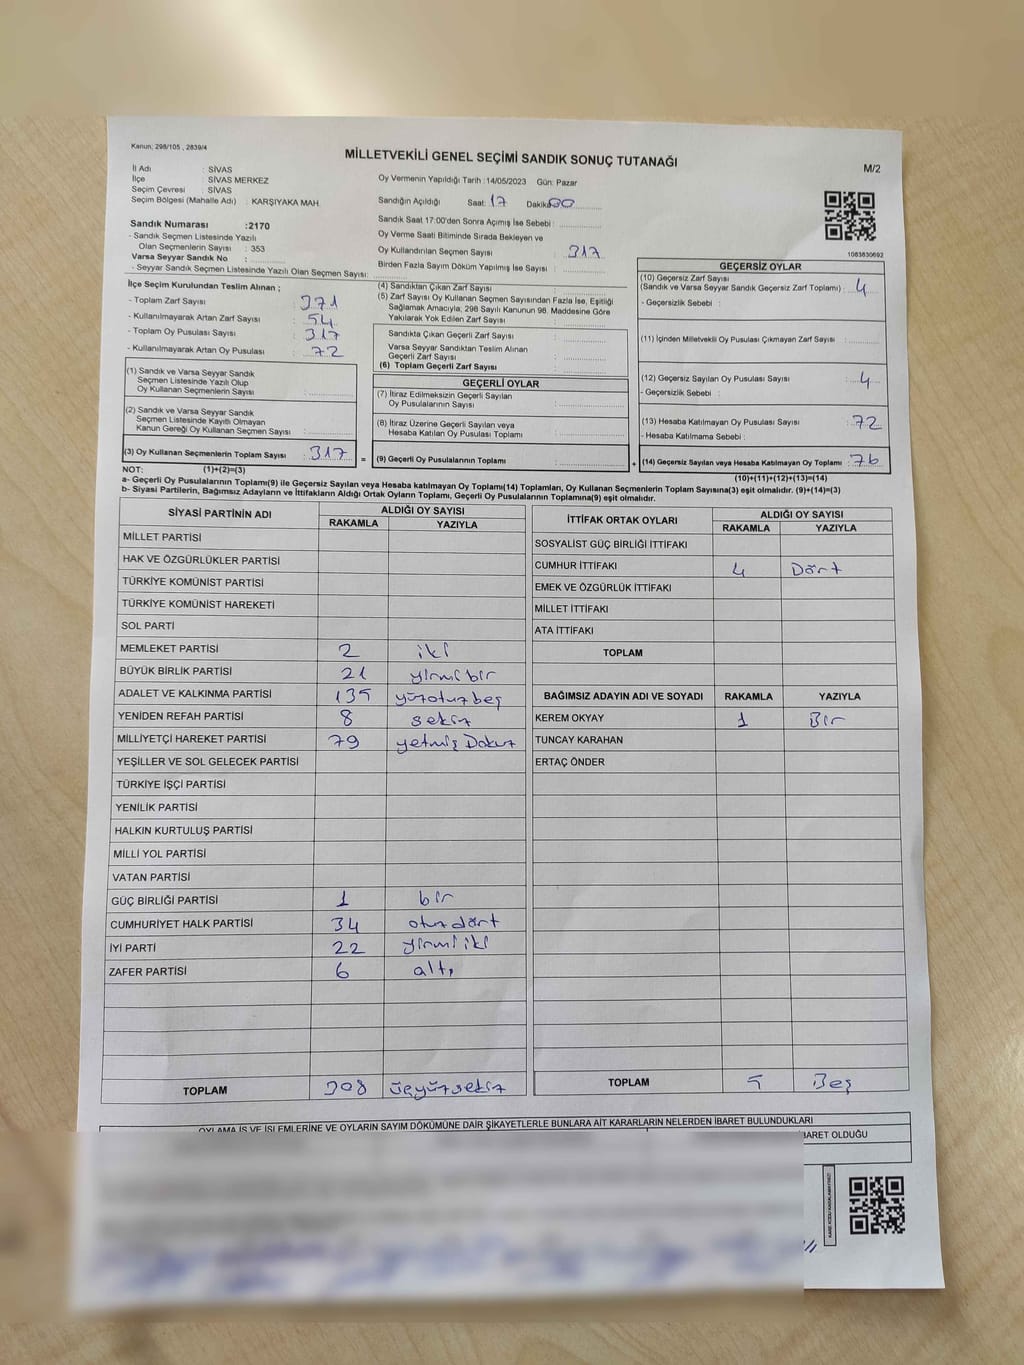 Kanun: 298/105 , 2839/4
MİLLETVEKİLİ GENEL SEÇİMİ SANDIK SONUÇ TUTANAĞI
M/2
İl Adı : SİVAS
İlçe : SİVAS MERKEZ
Seçim Çevresi : SİVAS
Seçim Bölgesi (Mahalle Adı) : KARŞIYAKA MAH.
Oy Vermenin Yapıldığı Tarih : 14/05/2023 Gün: Pazar
Sandığın Açıldığı Saat: 17 Dakika: 00
Sandık Saat 17:00'den Sonra Açılmış İse Sebebi :
Oy Verme Saati Bitiminde Sırada Bekleyen ve
Oy Kullandırılan Seçmen Sayısı : 317
Birden Fazla Sayım Döküm Yapılmış İse Sayısı :
1083830692
Sandık Numarası :2170
- Sandık Seçmen Listesinde Yazılı
Olan Seçmenlerin Sayısı : 353
Varsa Seyyar Sandık No :
- Seyyar Sandık Seçmen Listesinde Yazılı Olan Seçmen Sayısı:
İlçe Seçim Kurulundan Teslim Alınan ;
- Toplam Zarf Sayısı : 371
- Kullanılmayarak Artan Zarf Sayısı : 54
- Toplam Oy Pusulası Sayısı : 317
- Kullanılmayarak Artan Oy Pusulası : 72
(1) Sandık ve Varsa Seyyar Sandık
Seçmen Listesinde Yazılı Olup
Oy Kullanan Seçmenlerin Sayısı :
(2) Sandık ve Varsa Seyyar Sandık
Seçmen Listesinde Kayıtlı Olmayan
Kanun Gereği Oy Kullanan Seçmen Sayısı :
(3) Oy Kullanan Seçmenlerin Toplam Sayısı : 317 =
(4) Sandıktan Çıkan Zarf Sayısı :
(5) Zarf Sayısı Oy Kullanan Seçmen Sayısından Fazla İse, Eşitliği
Sağlamak Amacıyla, 298 Sayılı Kanunun 98. Maddesine Göre
Yakılarak Yok Edilen Zarf Sayısı :
Sandıkta Çıkan Geçerli Zarf Sayısı :
Varsa Seyyar Sandıktan Teslim Alınan
Geçerli Zarf Sayısı :
(6) Toplam Geçerli Zarf Sayısı :
GEÇERLİ OYLAR
(7) İtiraz Edilmeksizin Geçerli Sayılan
Oy Pusulalarının Sayısı :
(8) İtiraz Üzerine Geçerli Sayılan veya
Hesaba Katılan Oy Pusulası Toplamı :
(9) Geçerli Oy Pusulalarının Toplamı : +
GEÇERSİZ OYLAR
(10) Geçersiz Zarf Sayısı
(Sandık ve Varsa Seyyar Sandık Geçersiz Zarf Toplamı) : 4
- Geçersizlik Sebebi :
(11) İçinden Milletvekili Oy Pusulası Çıkmayan Zarf Sayısı :
(12) Geçersiz Sayılan Oy Pusulası Sayısı : 4
- Geçersizlik Sebebi :
(13) Hesaba Katılmayan Oy Pusulası Sayısı : 72
- Hesaba Katılmama Sebebi :
(14) Geçersiz Sayılan veya Hesaba Katılmayan Oy Toplamı : 76
NOT: (1)+(2)=(3)
(10)+(11)+(12)+(13)=(14)
a- Geçerli Oy Pusulalarının Toplamı(9) ile Geçersiz Sayılan veya Hesaba katılmayan Oy Toplamı(14) Toplamları, Oy Kullanan Seçmenlerin Toplam Sayısına(3) eşit olmalıdır. (9)+(14)=(3)
b- Siyasi Partilerin, Bağımsız Adayların ve İttifakların Aldığı Ortak Oyların Toplamı, Geçerli Oy Pusulalarının Toplamına(9) eşit olmalıdır.
SİYASİ PARTİNİN ADI
ALDIĞI OY SAYISI
RAKAMLA YAZIYLA
MİLLET PARTİSİ
HAK VE ÖZGÜRLÜKLER PARTİSİ
TÜRKİYE KOMÜNİST PARTİSİ
TÜRKİYE KOMÜNİST HAREKETİ
SOL PARTİ
MEMLEKET PARTİSİ 2 iki
BÜYÜK BİRLİK PARTİSİ 21 yirmi bir
ADALET VE KALKINMA PARTİSİ 135 yüzotuzbeş
YENİDEN REFAH PARTİSİ 8 sekiz
MİLLİYETÇİ HAREKET PARTİSİ 79 yetmiş Dokuz
YEŞİLLER VE SOL GELECEK PARTİSİ
TÜRKİYE İŞÇİ PARTİSİ
YENİLİK PARTİSİ
HALKIN KURTULUŞ PARTİSİ
MİLLİ YOL PARTİSİ
VATAN PARTİSİ
GÜÇ BİRLİĞİ PARTİSİ 1 bir
CUMHURİYET HALK PARTİSİ 34 otuz dört
İYİ PARTİ 22 yirmi iki
ZAFER PARTİSİ 6 altı
TOPLAM 308 üçyüzsekiz
İTTİFAK ORTAK OYLARI
ALDIĞI OY SAYISI
RAKAMLA YAZIYLA
SOSYALİST GÜÇ BİRLİĞİ İTTİFAKI
CUMHUR İTTİFAKI 4 Dört
EMEK VE ÖZGÜRLÜK İTTİFAKI
MİLLET İTTİFAKI
ATA İTTİFAKI
TOPLAM
BAĞIMSIZ ADAYIN ADI VE SOYADI RAKAMLA YAZIYLA
KEREM OKYAY 1 Bir
TUNCAY KARAHAN
ERTAÇ ÖNDER
TOPLAM 5 Beş
OYLAMA İŞ VE İŞLEMLERİNE VE OYLARIN SAYIM DÖKÜMÜNE DAİR ŞİKAYETLERLE BUNLARA AİT KARARLARIN NELERDEN İBARET BULUNDUKLARI
BARET OLDUĞU